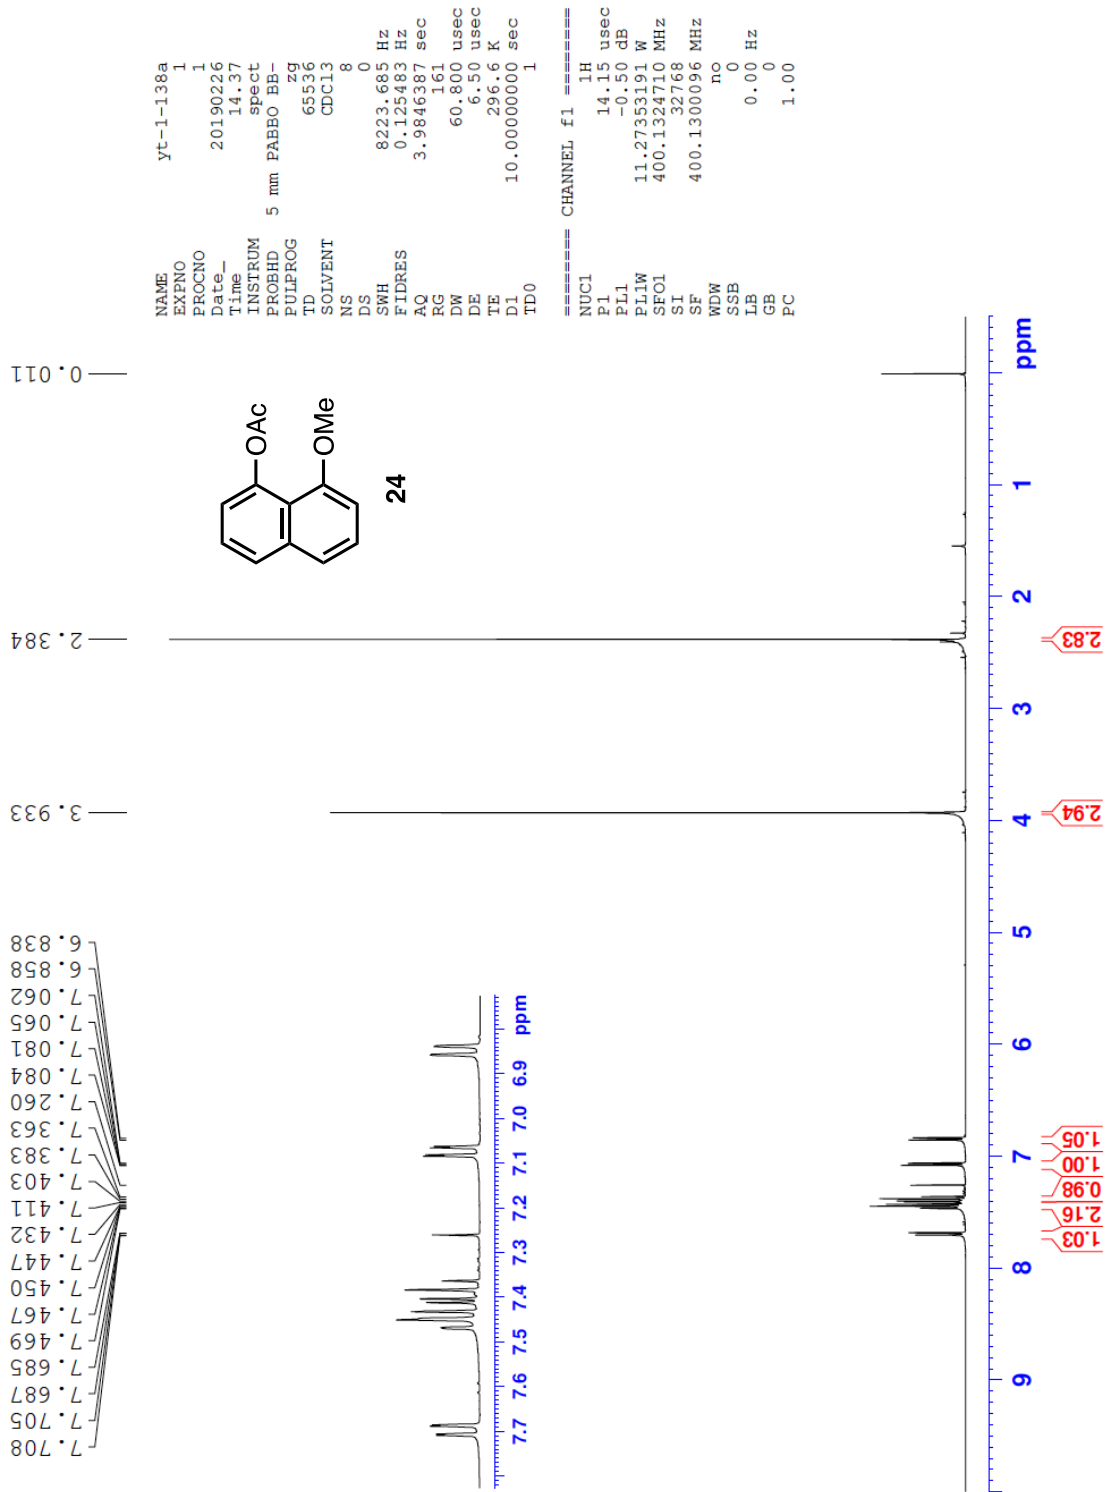 NAME yt-1-138a
EXPNO 1
PROCNO 1
Date_ 20190226
Time 14.37
INSTRUM spect
PROBHD 5 mm PABBO BB-
PULPROG zg
TD 65536
SOLVENT CDCl3
NS 8
DS 0
SWH 8223.685 Hz
FIDRES 0.125483 Hz
AQ 3.9846387 sec
RG 161
DW 60.800 usec
DE 6.50 usec
TE 296.6 K
D1 10.00000000 sec
TD0 1
======== CHANNEL f1 ========
NUC1 1H
P1 14.15 usec
PL1 -0.50 dB
PL1W 11.27353191 W
SFO1 400.1324710 MHz
SI 32768
SF 400.1300096 MHz
WDW no
SSB 0
LB 0.00 Hz
GB 0
PC 1.00
7.708
7.705
7.687
7.685
7.469
7.467
7.450
7.447
7.432
7.411
7.403
7.383
7.363
7.260
7.084
7.081
7.065
7.062
6.858
6.838
3.933
2.384
0.011
OAc
OMe
24
7.7 7.6 7.5 7.4 7.3 7.2 7.1 7.0 6.9 ppm
9 8 7 6 5 4 3 2 1 ppm
1.03
2.16
0.98
1.00
1.05
2.94
2.83